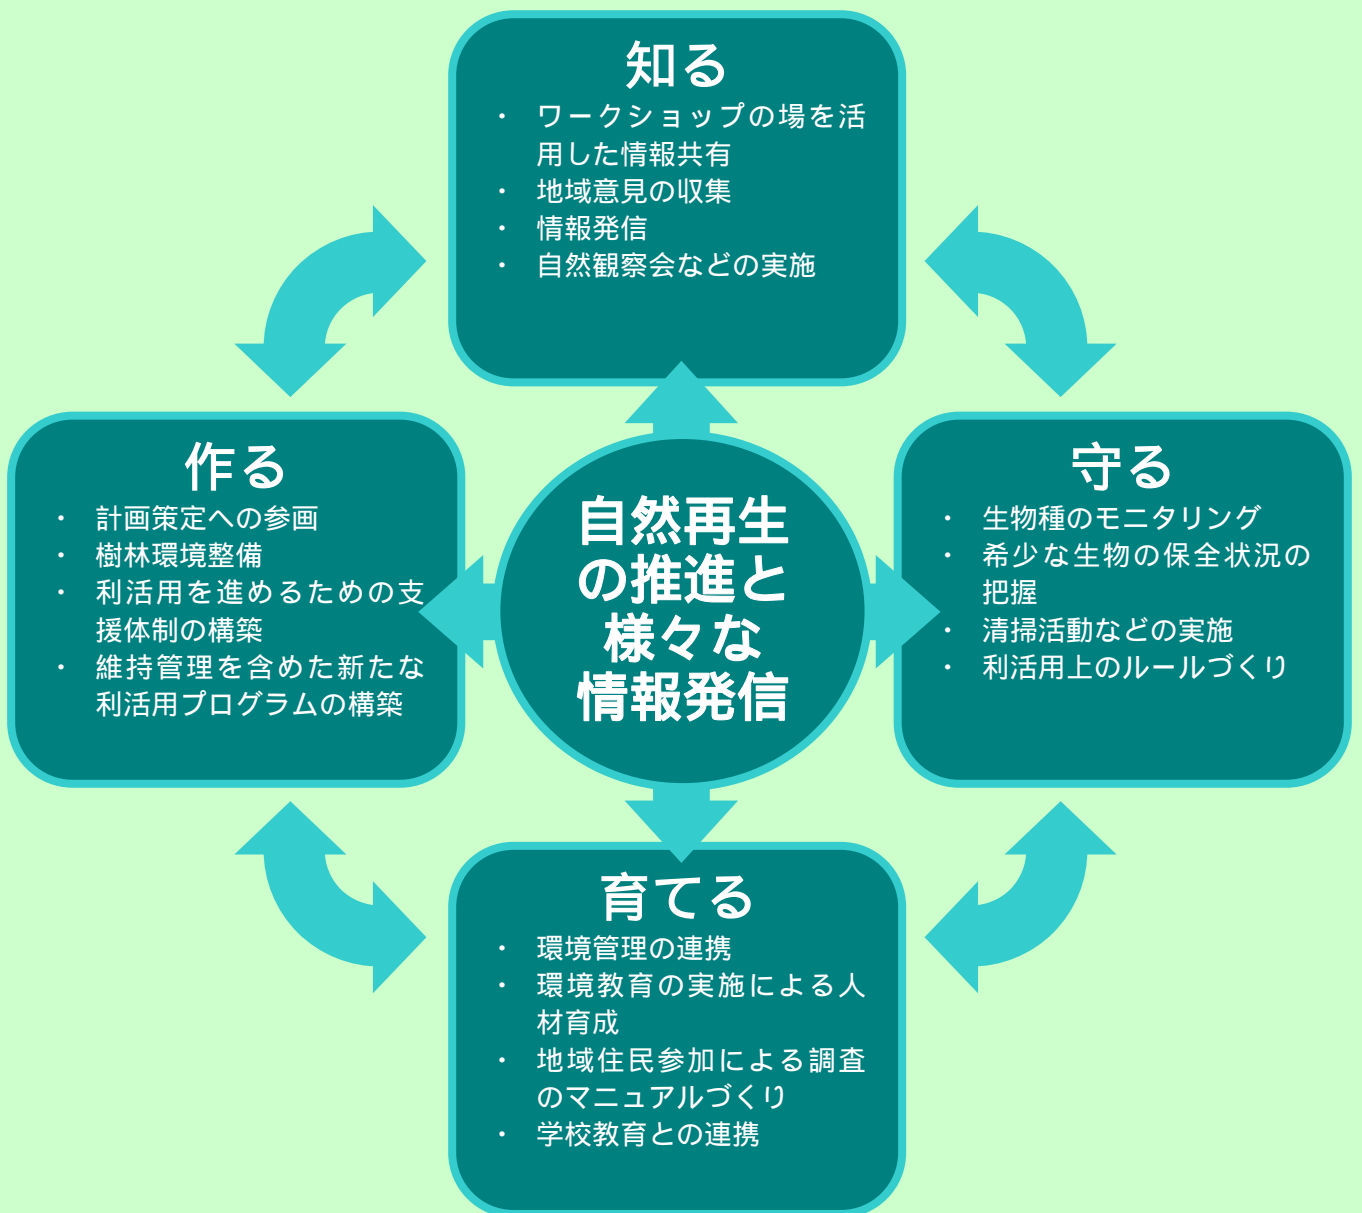 知る
・ ワークショップの場を活
用した情報共有
・ 地域意見の収集
・ 情報発信
・ 自然観察会などの実施
作る
・ 計画策定への参画
・ 樹林環境整備
・ 利活用を進めるための支
援体制の構築
・ 維持管理を含めた新たな
利活用プログラムの構築
自然再生
の推進と
様々な
情報発信
守る
・ 生物種のモニタリング
・ 希少な生物の保全状況の
把握
・ 清掃活動などの実施
・ 利活用上のルールづくり
育てる
・ 環境管理の連携
・ 環境教育の実施による人
材育成
・ 地域住民参加による調査
のマニュアルづくり
・ 学校教育との連携